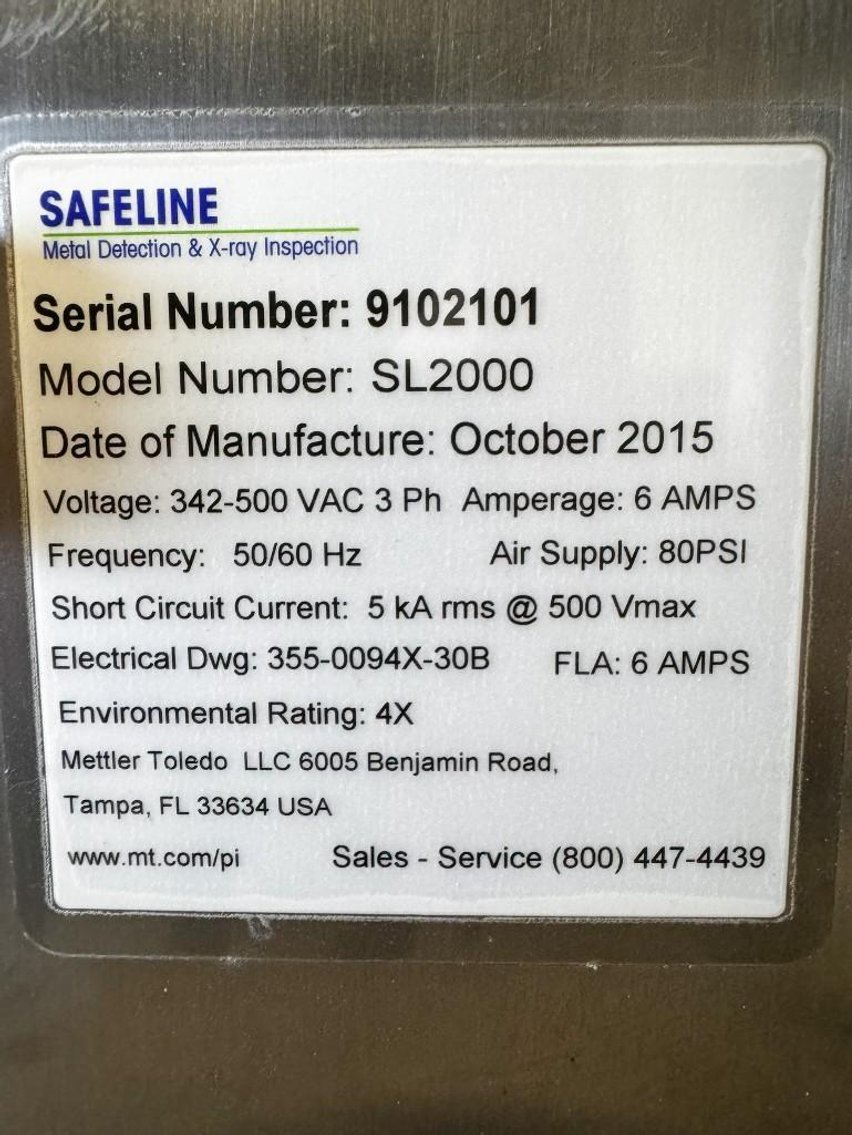 SAFELINE
Metal Detection & X-ray Inspection
Serial Number: 9102101
Model Number: SL2000
Date of Manufacture: October 2015
Voltage: 342-500 VAC 3 Ph Amperage: 6 AMPS
Frequency: 50/60 Hz Air Supply: 80PSI
Short Circuit Current: 5 kA rms @ 500 Vmax
Electrical Dwg: 355-0094X-30B FLA: 6 AMPS
Environmental Rating: 4X
Mettler Toledo LLC 6005 Benjamin Road,
Tampa, FL 33634 USA
www.mt.com/pi Sales - Service (800) 447-4439